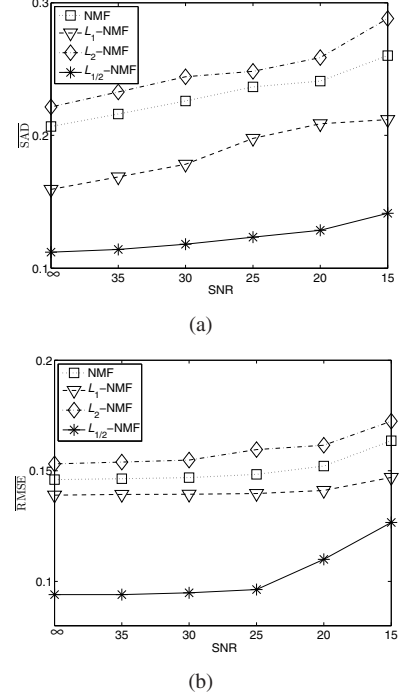 0.3
NMF
L₁−NMF
L₂−NMF
L₁/₂−NMF
0.2
SAD
0.1
∞ 35 30 25 20 15
SNR
(a)
0.2
NMF
L₁−NMF
L₂−NMF
L₁/₂−NMF
0.15
RMSE
0.1
∞ 35 30 25 20 15
SNR
(b)